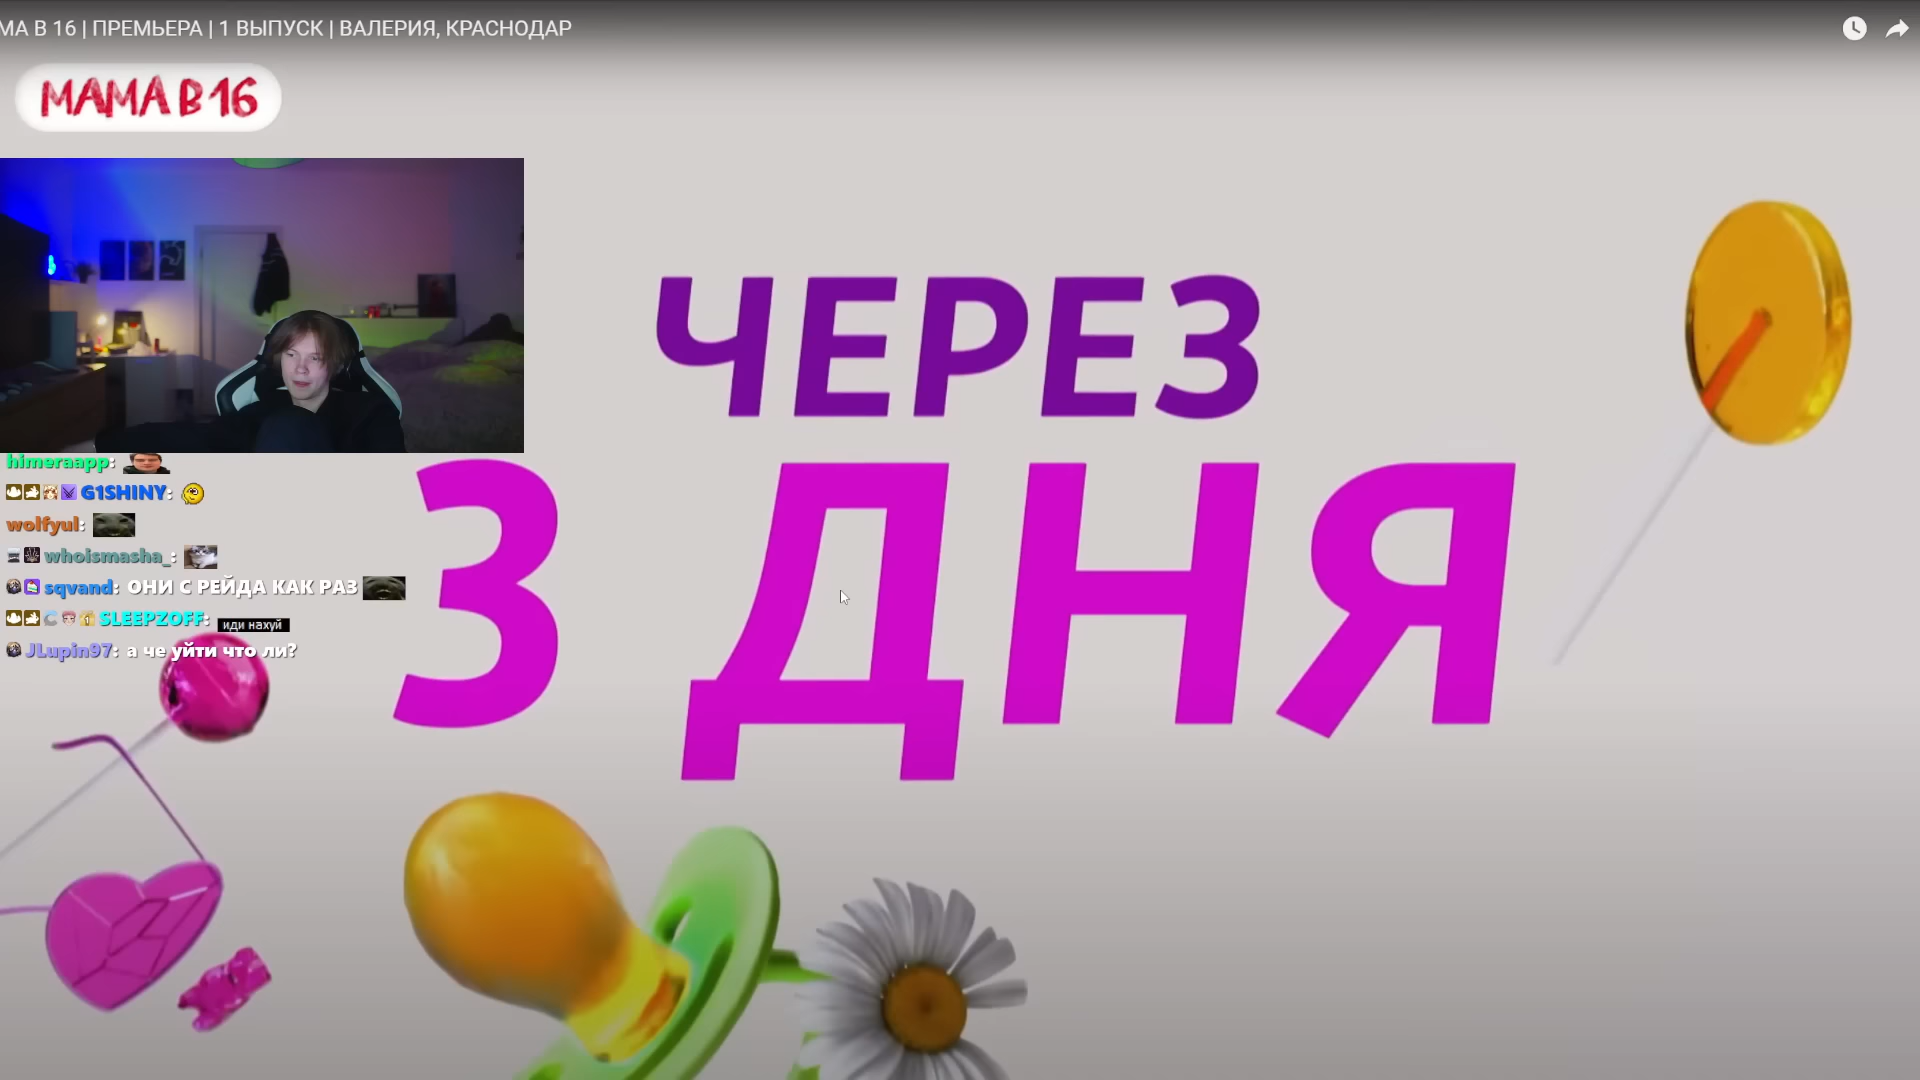 МА В 16 | ПРЕМЬЕРА | 1 ВЫПУСК | ВАЛЕРИЯ, КРАСНОДАР
МАМА В 16
ЧЕРЕЗ
3 ДНЯ
himeraapp:
G1SHINY:
wolfyul:
whoismasha_:
sqvand: ОНИ С РЕЙДА КАК РАЗ
SLEEPZOFF: иди нахуй
JLupin97: а че уйти что ли?